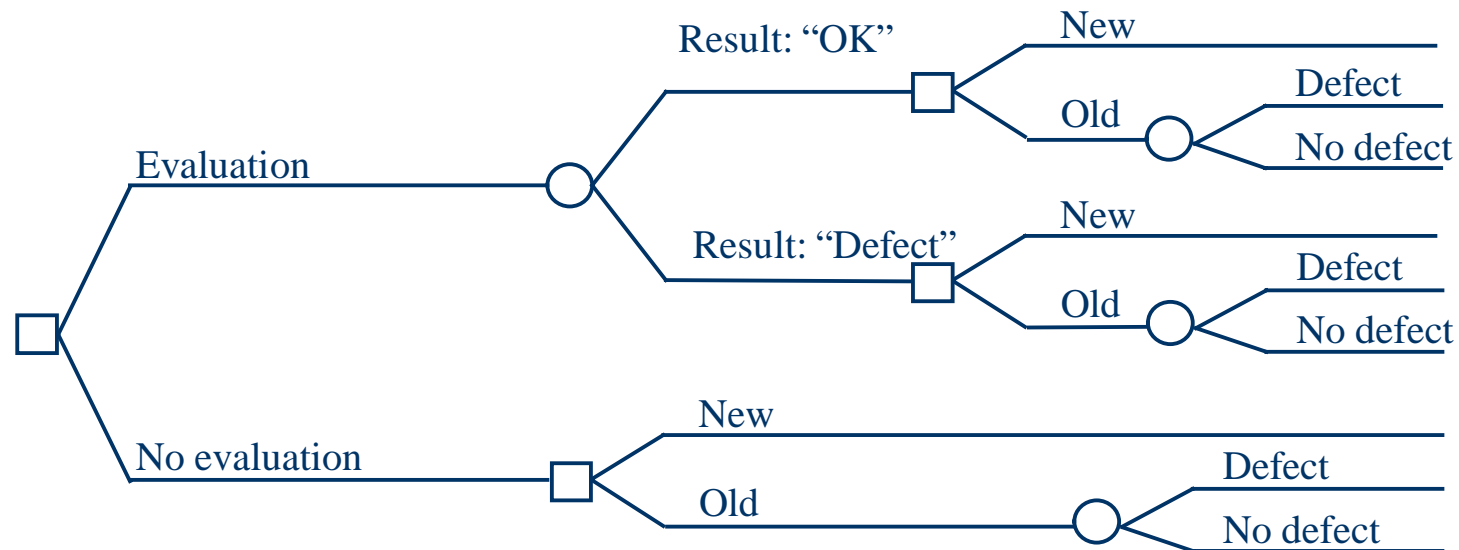 New
Result: “OK”
Defect
Old
No defect
Evaluation
New
Result: “Defect”
Defect
Old
No defect
New
No evaluation
Defect
Old
No defect